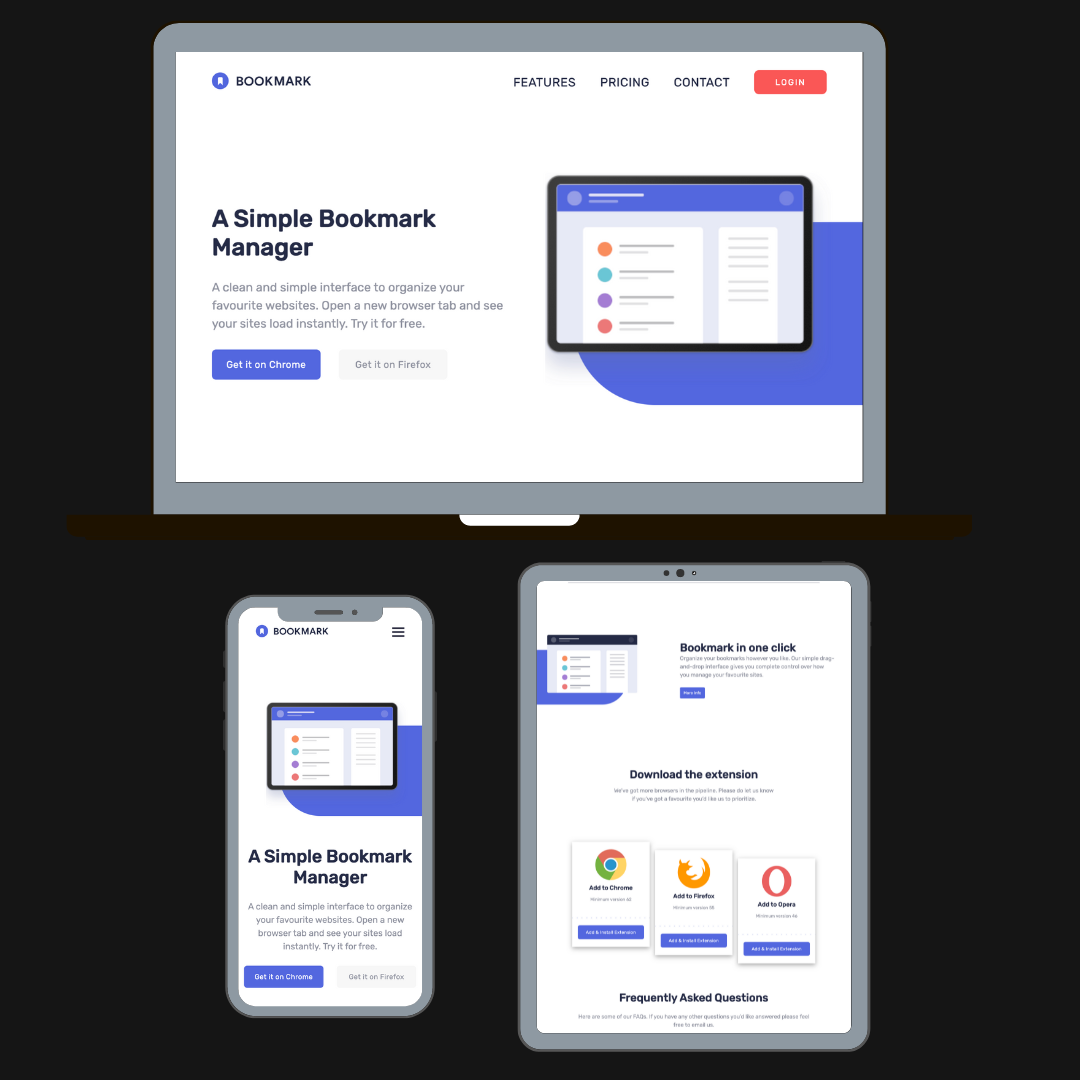 BOOKMARK
FEATURES PRICING CONTACT LOGIN
A Simple Bookmark
Manager
A clean and simple interface to organize your
favourite websites. Open a new browser tab and see
your sites load instantly. Try it for free.
Get it on Chrome Get it on Firefox
BOOKMARK
A Simple Bookmark
Manager
A clean and simple interface to organize
your favourite websites. Open a new
browser tab and see your sites load
instantly. Try it for free.
Get it on Chrome Get it on Firefox
Bookmark in one click
Organize your bookmarks however you like. Our simple drag-
and-drop interface gives you complete control over how
you manage your favourite sites.
More Info
Download the extension
We've got more browsers in the pipeline. Please do let us know
if you've got a favourite you'd like us to prioritize.
Add to Chrome
Minimum version 62
Add & Install Extension
Add to Firefox
Minimum version
Add & Install Extension
Add to Opera
Minimum version
Add & Install Extension
Frequently Asked Questions
Here are some of our FAQs. If you have any other questions you'd like answered please feel
free to email us.